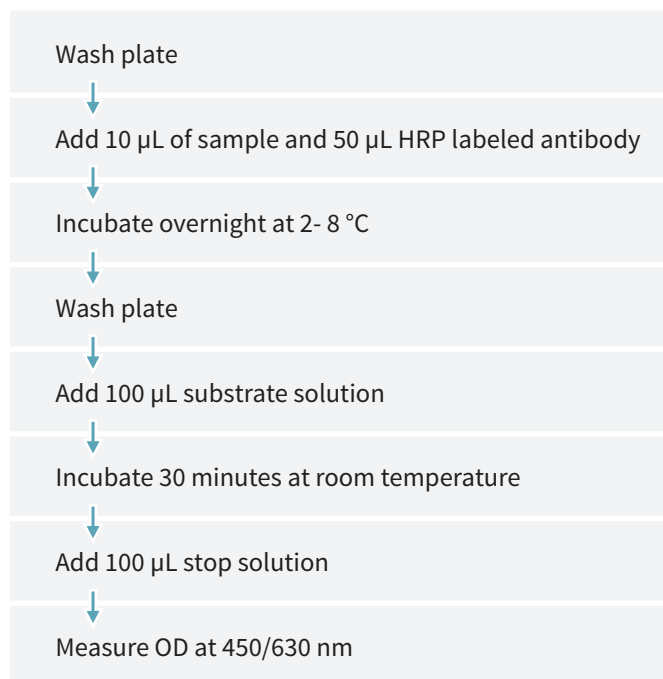 Wash plate
Add 10 µL of sample and 50 µL HRP labeled antibody
Incubate overnight at 2- 8 °C
Wash plate
Add 100 µL substrate solution
Incubate 30 minutes at room temperature
Add 100 µL stop solution
Measure OD at 450/630 nm